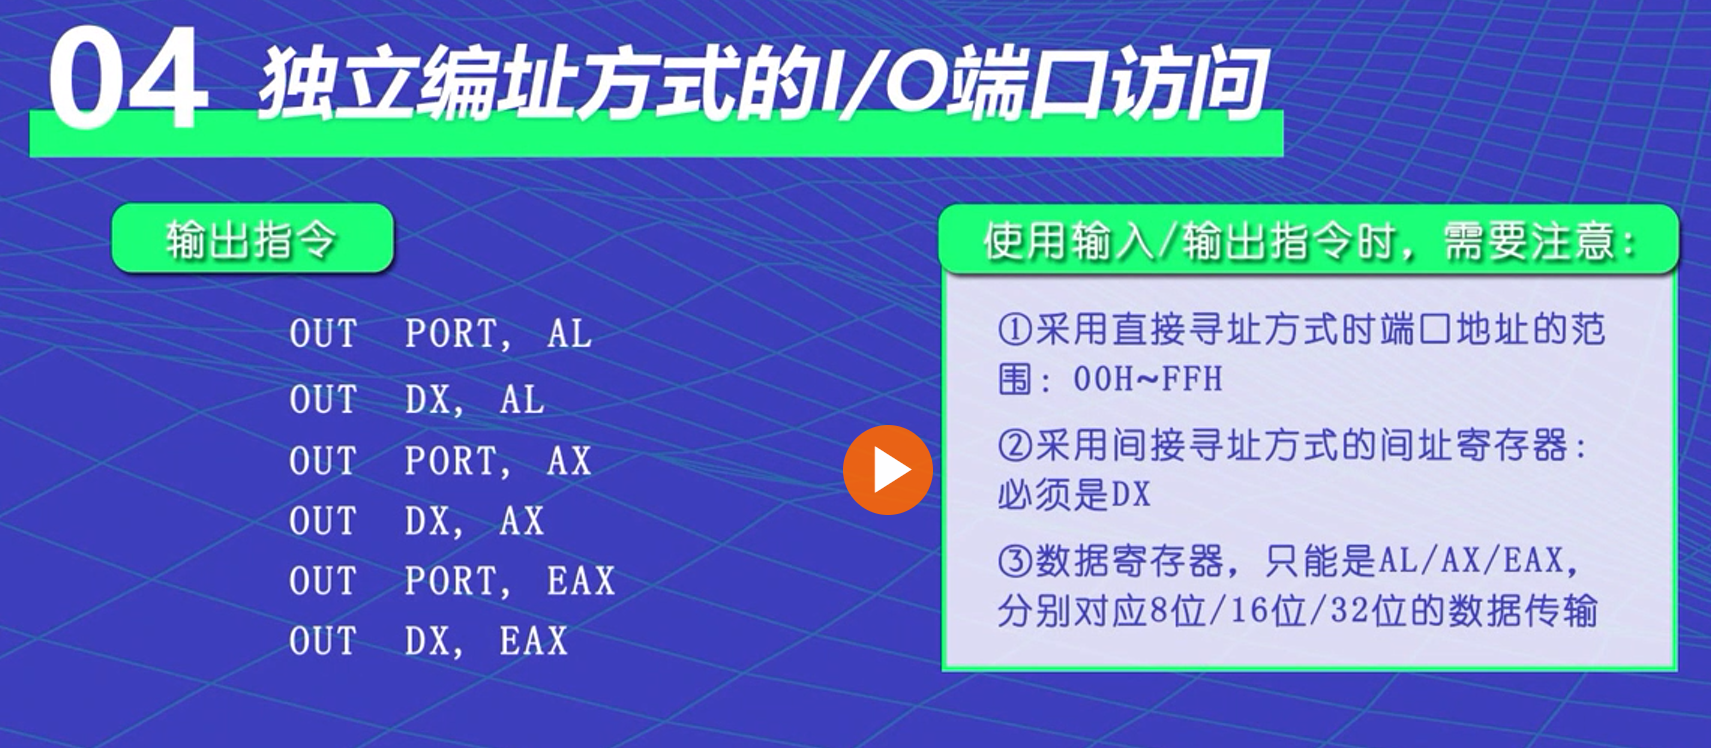 04 独立编址方式的I/O端口访问
输出指令
OUT PORT, AL
OUT DX, AL
OUT PORT, AX
OUT DX, AX
OUT PORT, EAX
OUT DX, EAX
使用输入/输出指令时，需要注意：
①采用直接寻址方式时端口地址的范
围：00H~FFH
②采用间接寻址方式的间址寄存器：
必须是DX
③数据寄存器，只能是AL/AX/EAX，
分别对应8位/16位/32位的数据传输